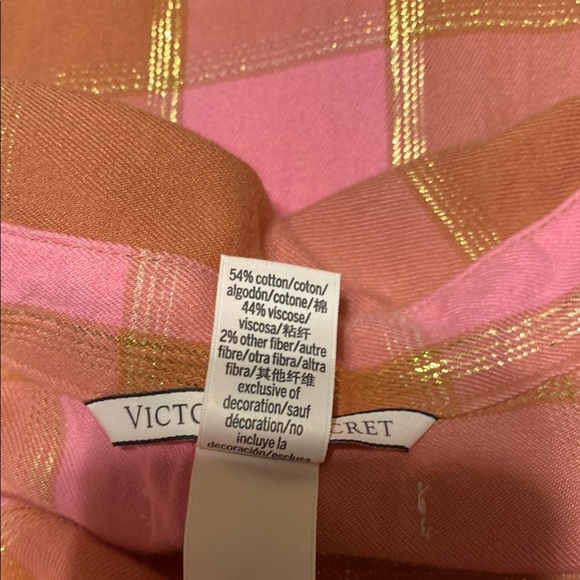 54% cotton/coton/
algodón/cotone/棉
44% viscose/
viscosa/粘纤
2% other fiber/autre
fibre/otra fibra/altra
fibra/其他纤维
exclusive of
decoration/sauf
décoration/no
incluye la
decoración/esclusa
VICTO CRET